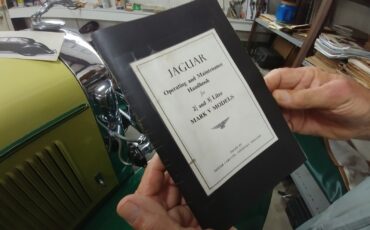 JAGUAR
Operating and Maintenance
Handbook
for
2½ and 3½ Litre
MARK V MODELS